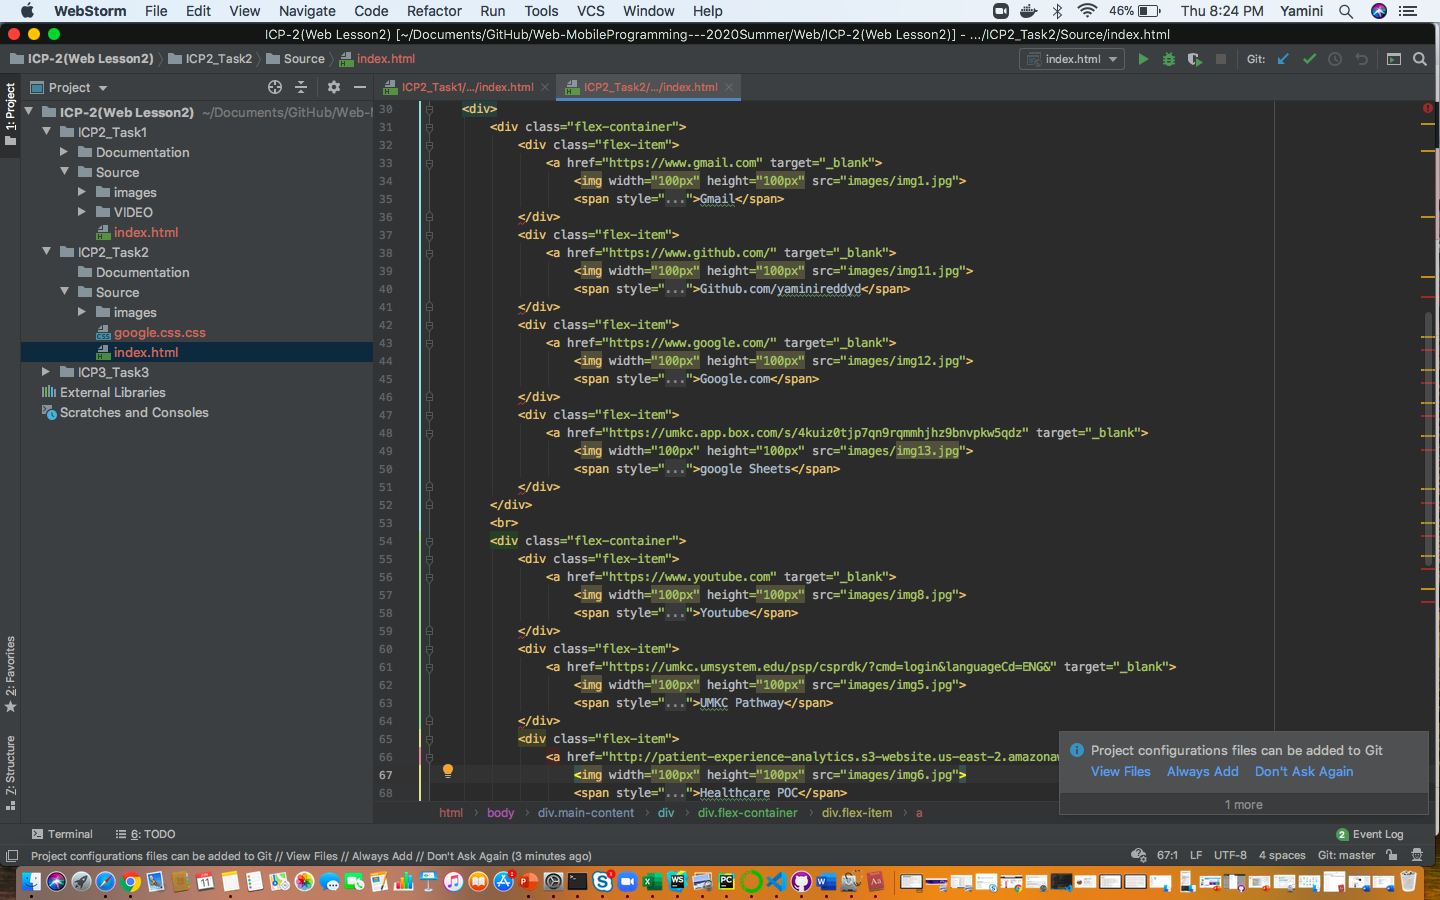 WebStorm File Edit View Navigate Code Refactor Run Tools VCS Window Help 46% Thu 8:24 PM Yamini
ICP-2(Web Lesson2) [~/Documents/GitHub/Web-MobileProgramming---2020Summer/Web/ICP-2(Web Lesson2)] - .../ICP2_Task2/Source/index.html
ICP-2(Web Lesson2) ICP2_Task2 Source index.html index.html Git:
Project ICP2_Task1/.../index.html ICP2_Task2/.../index.html
1: Project
ICP-2(Web Lesson2) ~/Documents/GitHub/Web-
ICP2_Task1
Documentation
Source
images
VIDEO
index.html
ICP2_Task2
Documentation
Source
images
google.css.css
index.html
ICP3_Task3
External Libraries
Scratches and Consoles
2: Favorites
Z: Structure
30 <div>
31 <div class="flex-container">
32 <div class="flex-item">
33 <a href="https://www.gmail.com" target="_blank">
34 <img width="100px" height="100px" src="images/img1.jpg">
35 <span style="...">Gmail</span>
36 </div>
37 <div class="flex-item">
38 <a href="https://www.github.com/" target="_blank">
39 <img width="100px" height="100px" src="images/img11.jpg">
40 <span style="...">Github.com/yaminireddyd</span>
41 </div>
42 <div class="flex-item">
43 <a href="https://www.google.com/" target="_blank">
44 <img width="100px" height="100px" src="images/img12.jpg">
45 <span style="...">Google.com</span>
46 </div>
47 <div class="flex-item">
48 <a href="https://umkc.app.box.com/s/4kuiz0tjp7qn9rqmmhjhz9bnvpkw5qdz" target="_blank">
49 <img width="100px" height="100px" src="images/img13.jpg">
50 <span style="...">google Sheets</span>
51 </div>
52 </div>
53 <br>
54 <div class="flex-container">
55 <div class="flex-item">
56 <a href="https://www.youtube.com" target="_blank">
57 <img width="100px" height="100px" src="images/img8.jpg">
58 <span style="...">Youtube</span>
59 </div>
60 <div class="flex-item">
61 <a href="https://umkc.umsystem.edu/psp/csprdk/?cmd=login&languageCd=ENG&" target="_blank">
62 <img width="100px" height="100px" src="images/img5.jpg">
63 <span style="...">UMKC Pathway</span>
64 </div>
65 <div class="flex-item">
66 <a href="http://patient-experience-analytics.s3-website.us-east-2.amazonaw
67 <img width="100px" height="100px" src="images/img6.jpg">
68 <span style="...">Healthcare POC</span>
Project configurations files can be added to Git
View Files Always Add Don't Ask Again
1 more
html body div.main-content div div.flex-container div.flex-item a
Terminal 6: TODO 2 Event Log
Project configurations files can be added to Git // View Files // Always Add // Don't Ask Again (3 minutes ago) 67:1 LF UTF-8 4 spaces Git: master